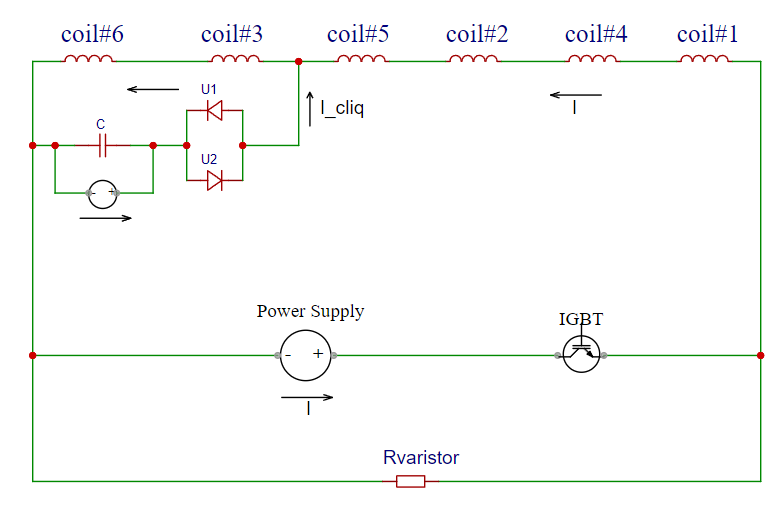 coil#6 coil#3 coil#5 coil#2 coil#4 coil#1
U1
I_cliq I
C
U2
- +
Power Supply IGBT
- +
I
Rvaristor